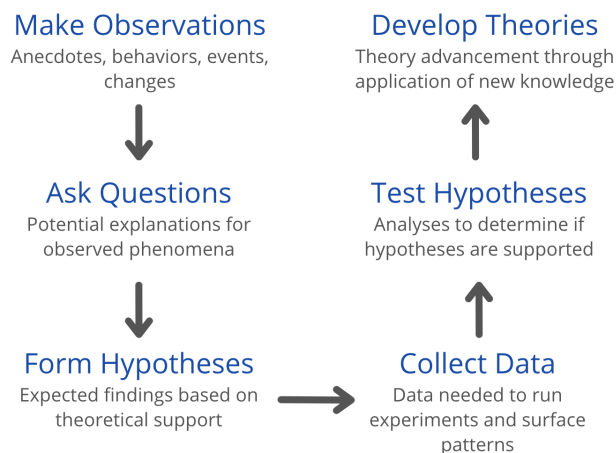 Make Observations
Anecdotes, behaviors, events,
changes
Ask Questions
Potential explanations for
observed phenomena
Form Hypotheses
Expected findings based on
theoretical support
Collect Data
Data needed to run
experiments and surface
patterns
Test Hypotheses
Analyses to determine if
hypotheses are supported
Develop Theories
Theory advancement through
application of new knowledge